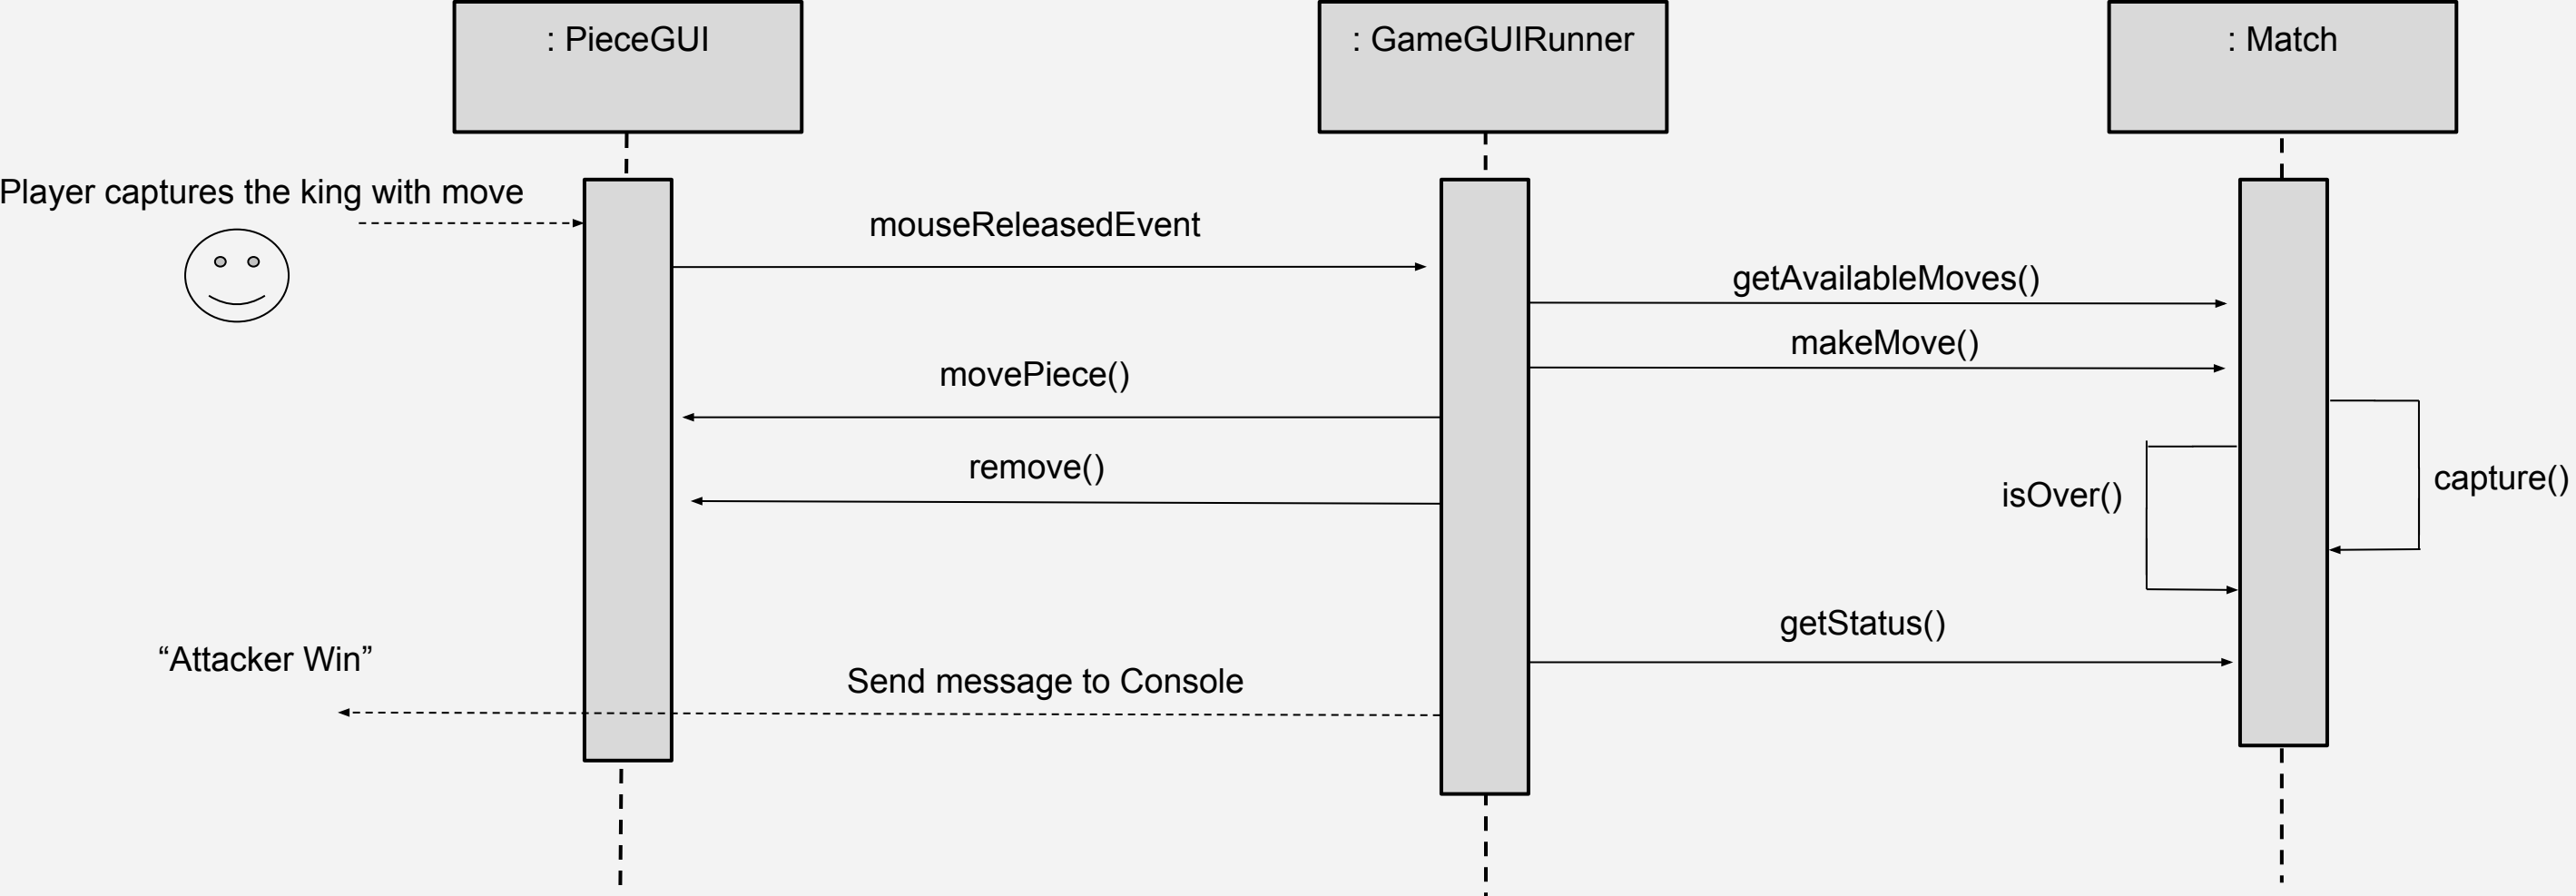 : PieceGUI
: GameGUIRunner
: Match
Player captures the king with move
mouseReleasedEvent
getAvailableMoves()
makeMove()
movePiece()
remove()
capture()
isOver()
getStatus()
“Attacker Win”
Send message to Console